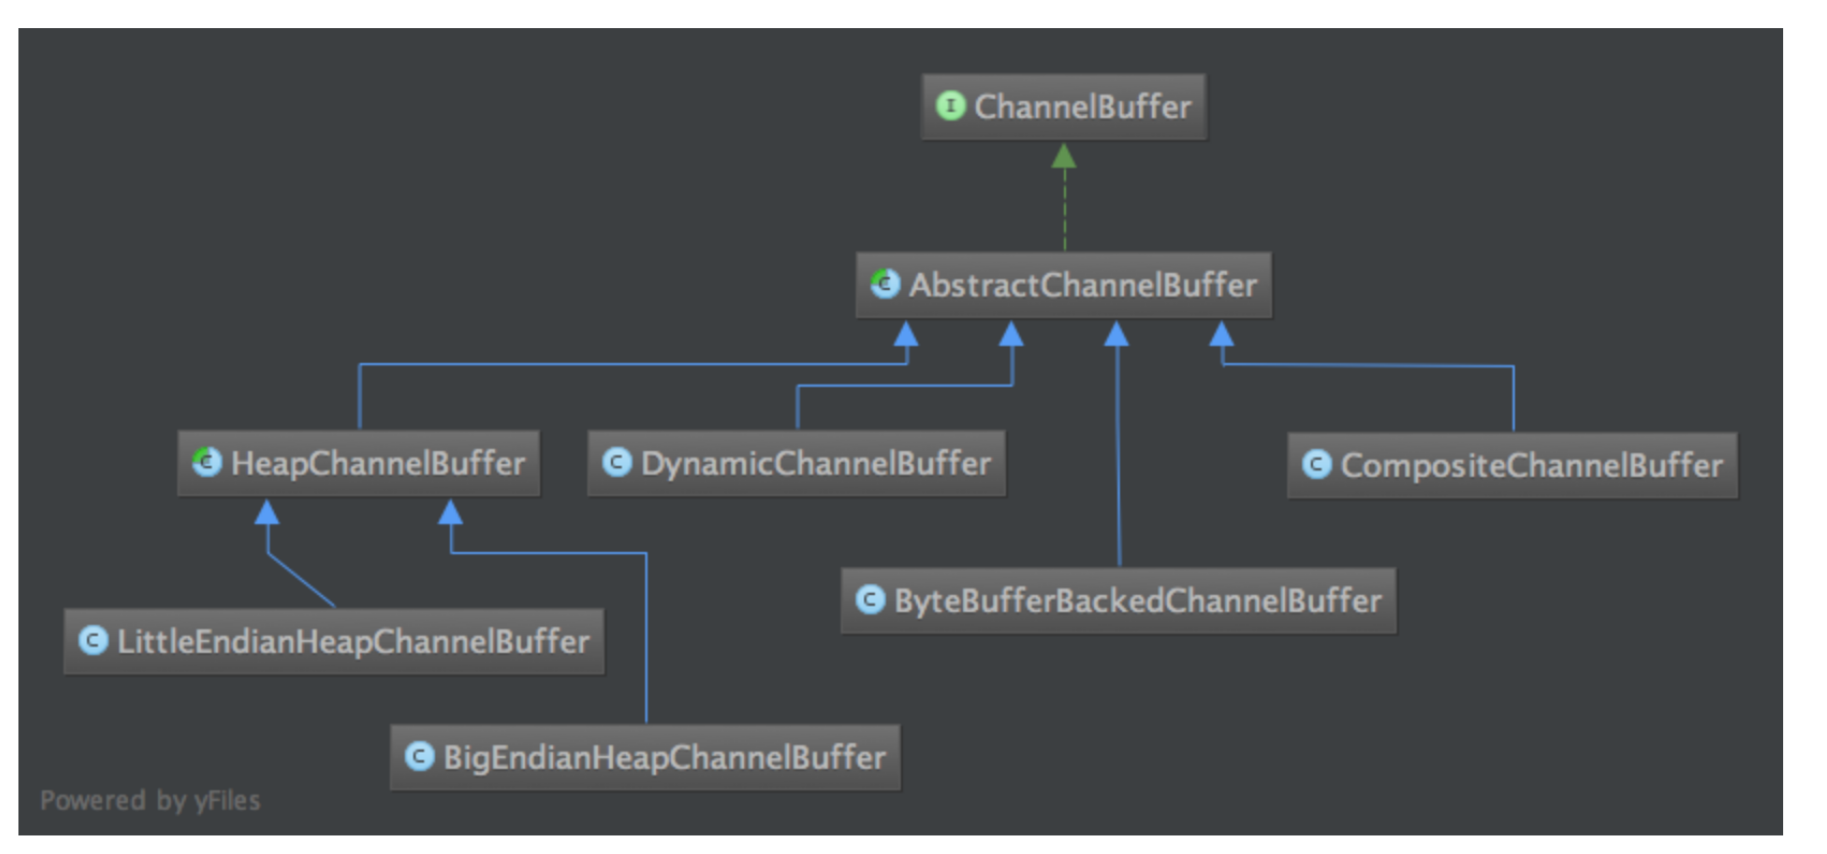 I ChannelBuffer
C AbstractChannelBuffer
C HeapChannelBuffer
C DynamicChannelBuffer
C CompositeChannelBuffer
C ByteBufferBackedChannelBuffer
C LittleEndianHeapChannelBuffer
C BigEndianHeapChannelBuffer
Powered by yFiles